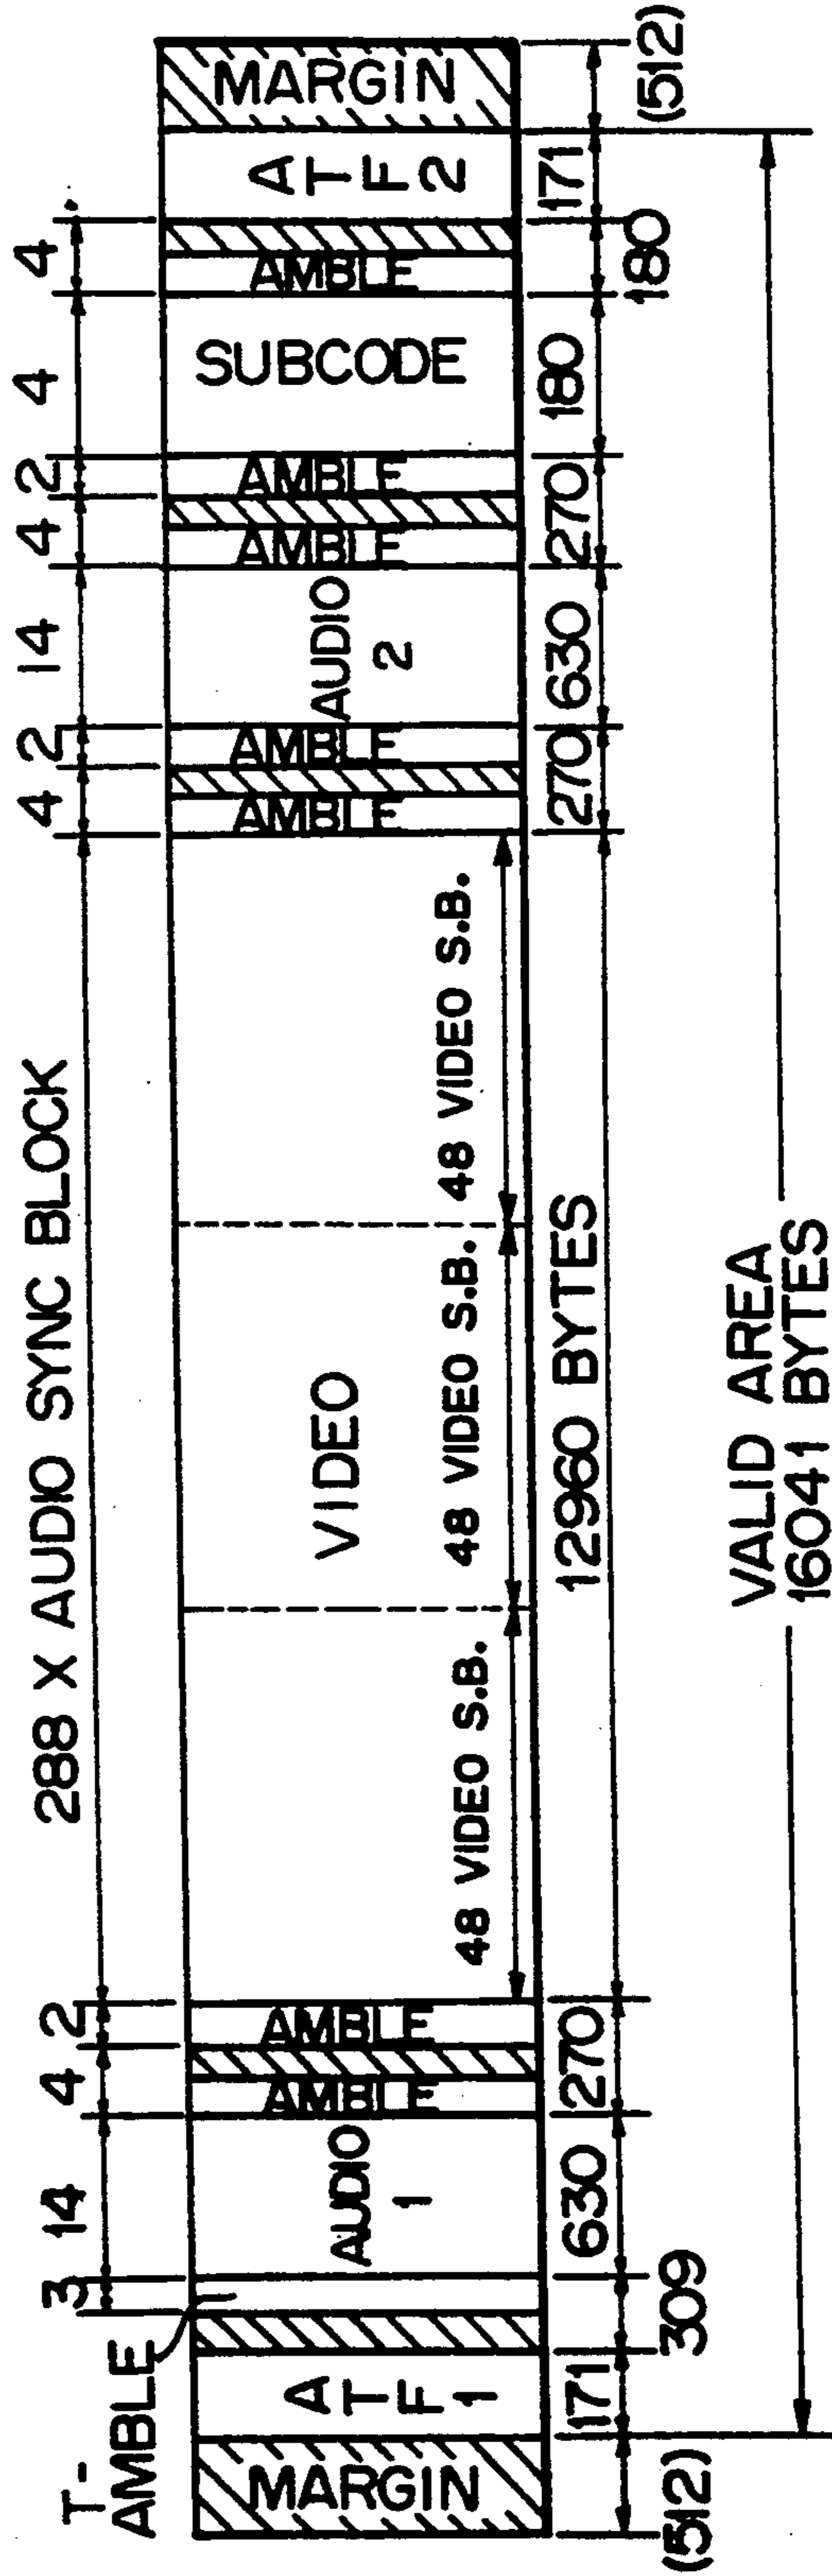 288 X AUDIO SYNC BLOCK
T-
AMBLE
3 14 4 2 4 2 14 4 2 4 4
MARGIN
ATF1
AUDIO
1
AMBLE
AMBLE
VIDEO
48 VIDEO S.B.
48 VIDEO S.B.
48 VIDEO S.B.
AMBLE
AMBLE
AUDIO
2
AMBLE
AMBLE
SUBCODE
AMBLE
ATF2
MARGIN
(512) 171 309 630 270 12960 BYTES 270 630 270 180 180 171 (512)
VALID AREA
16041 BYTES